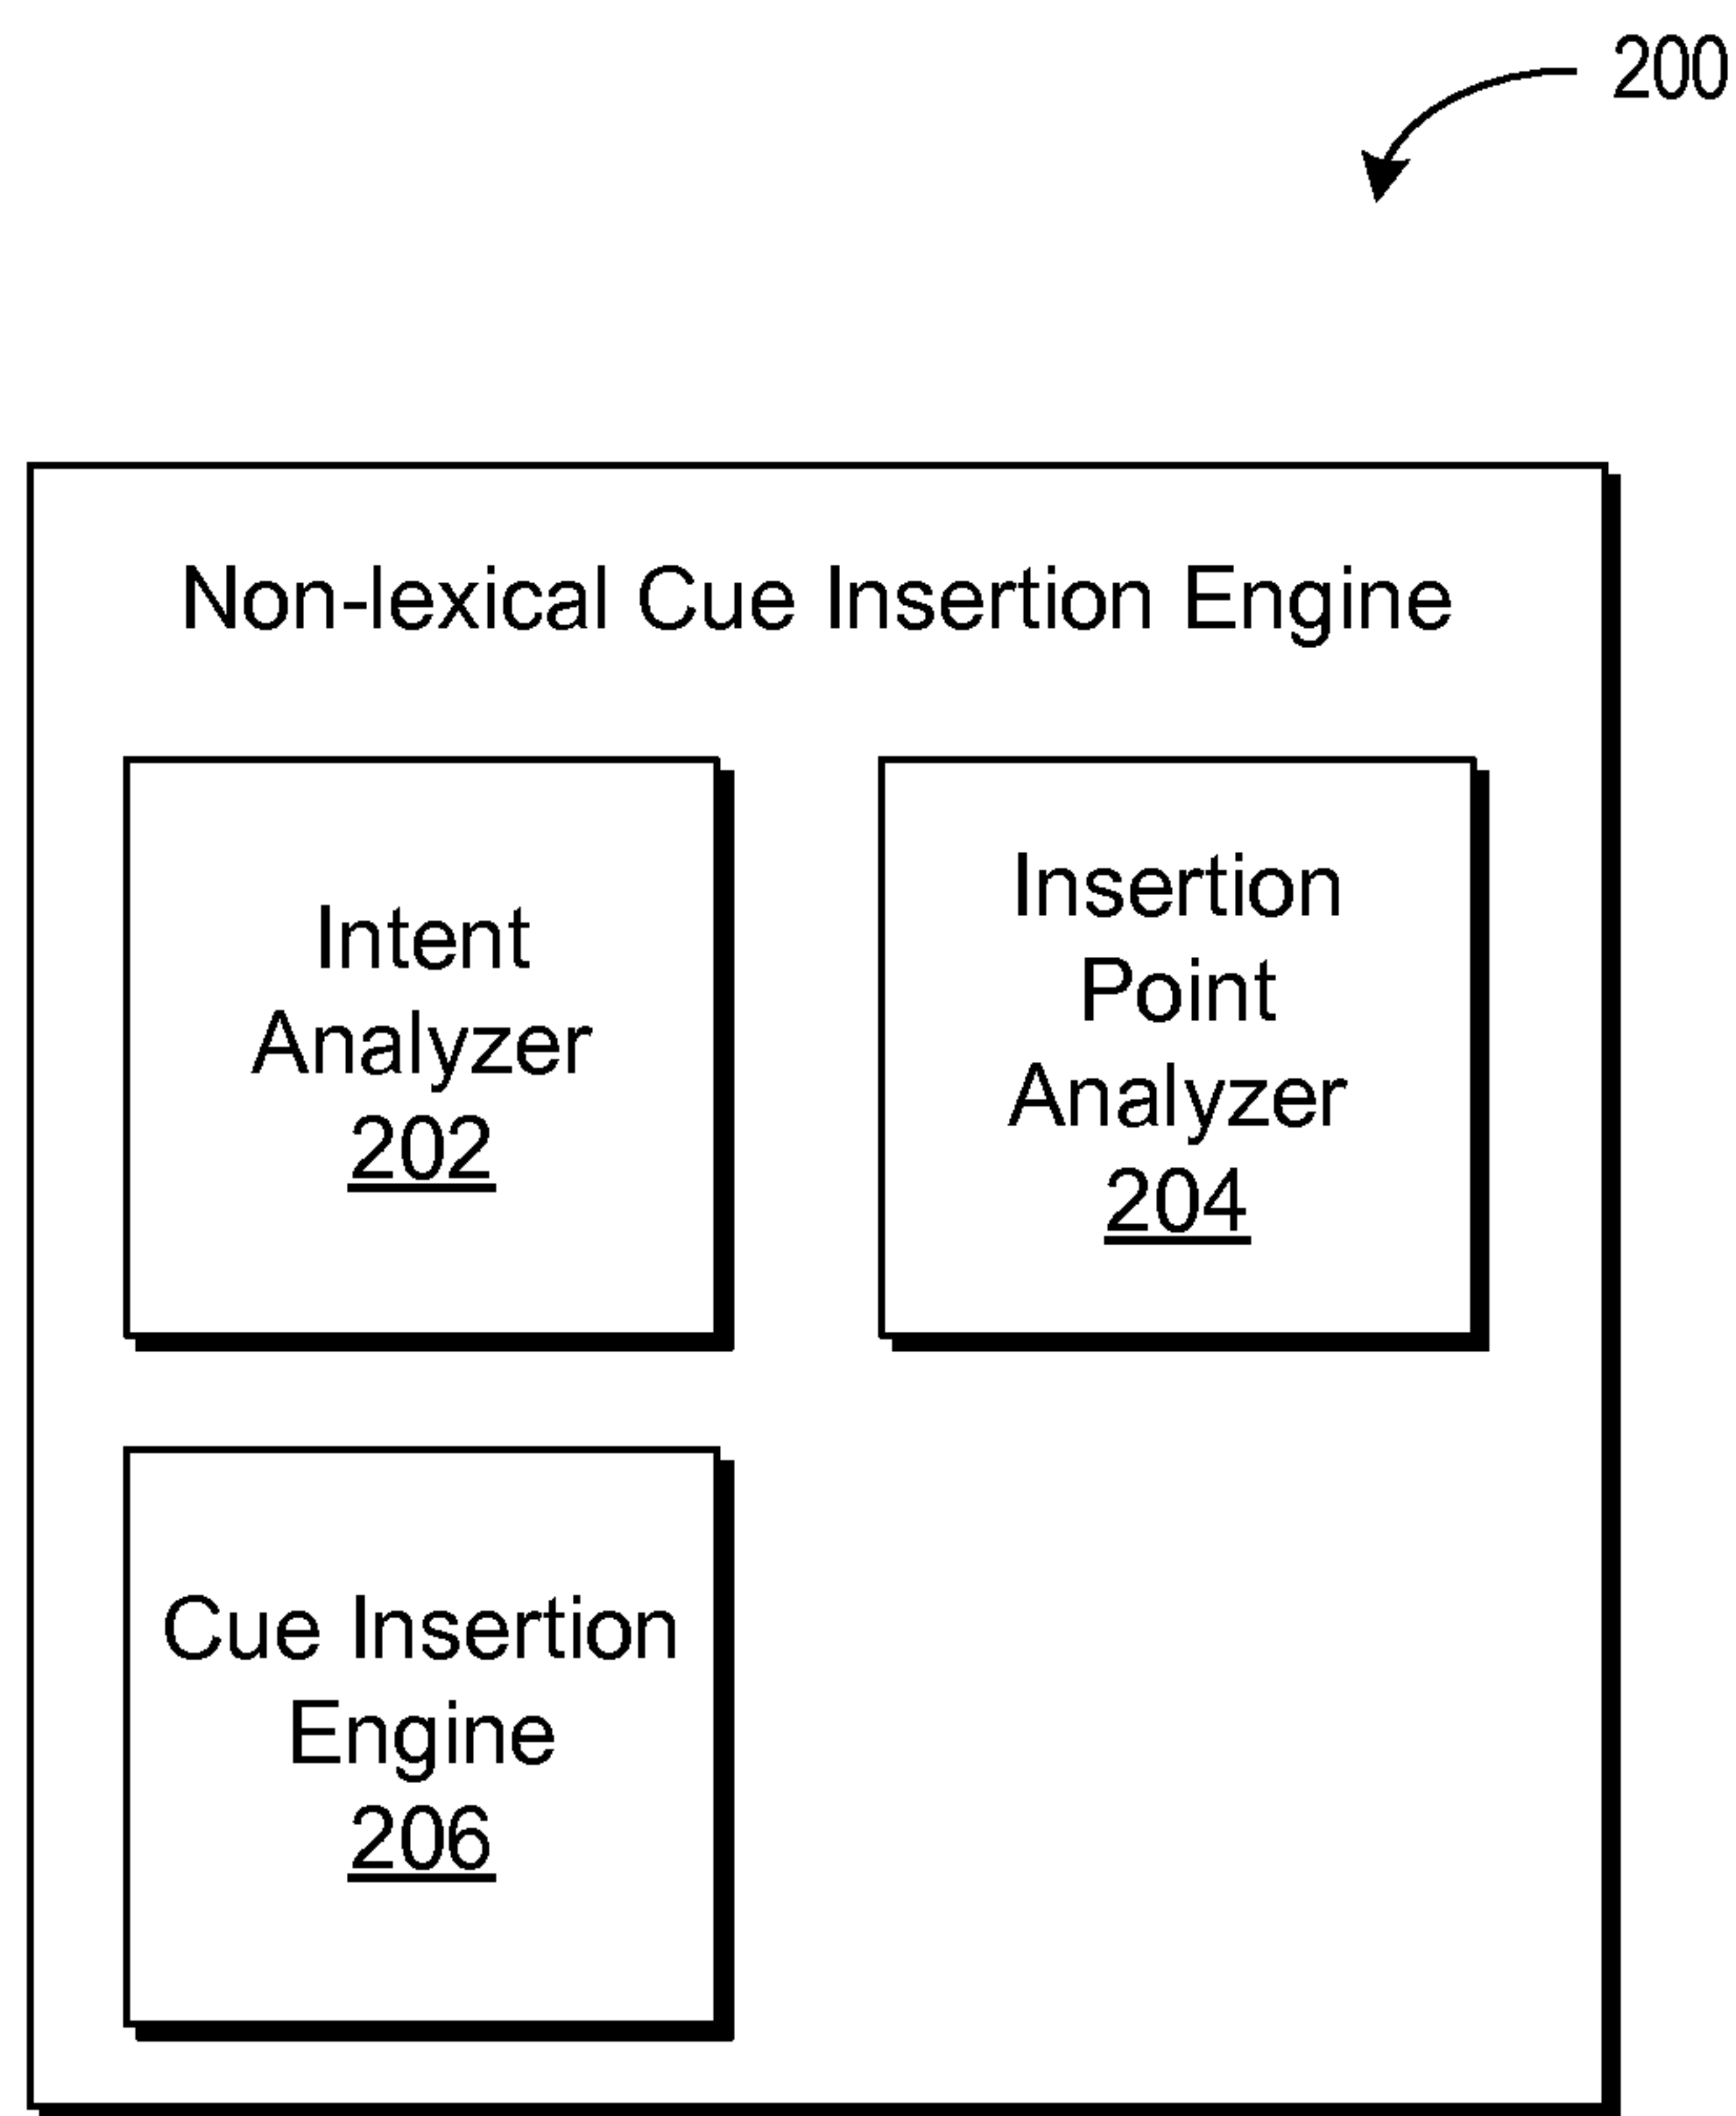 200
Non-lexical Cue Insertion Engine
Intent
Analyzer
202
Insertion
Point
Analyzer
204
Cue Insertion
Engine
206